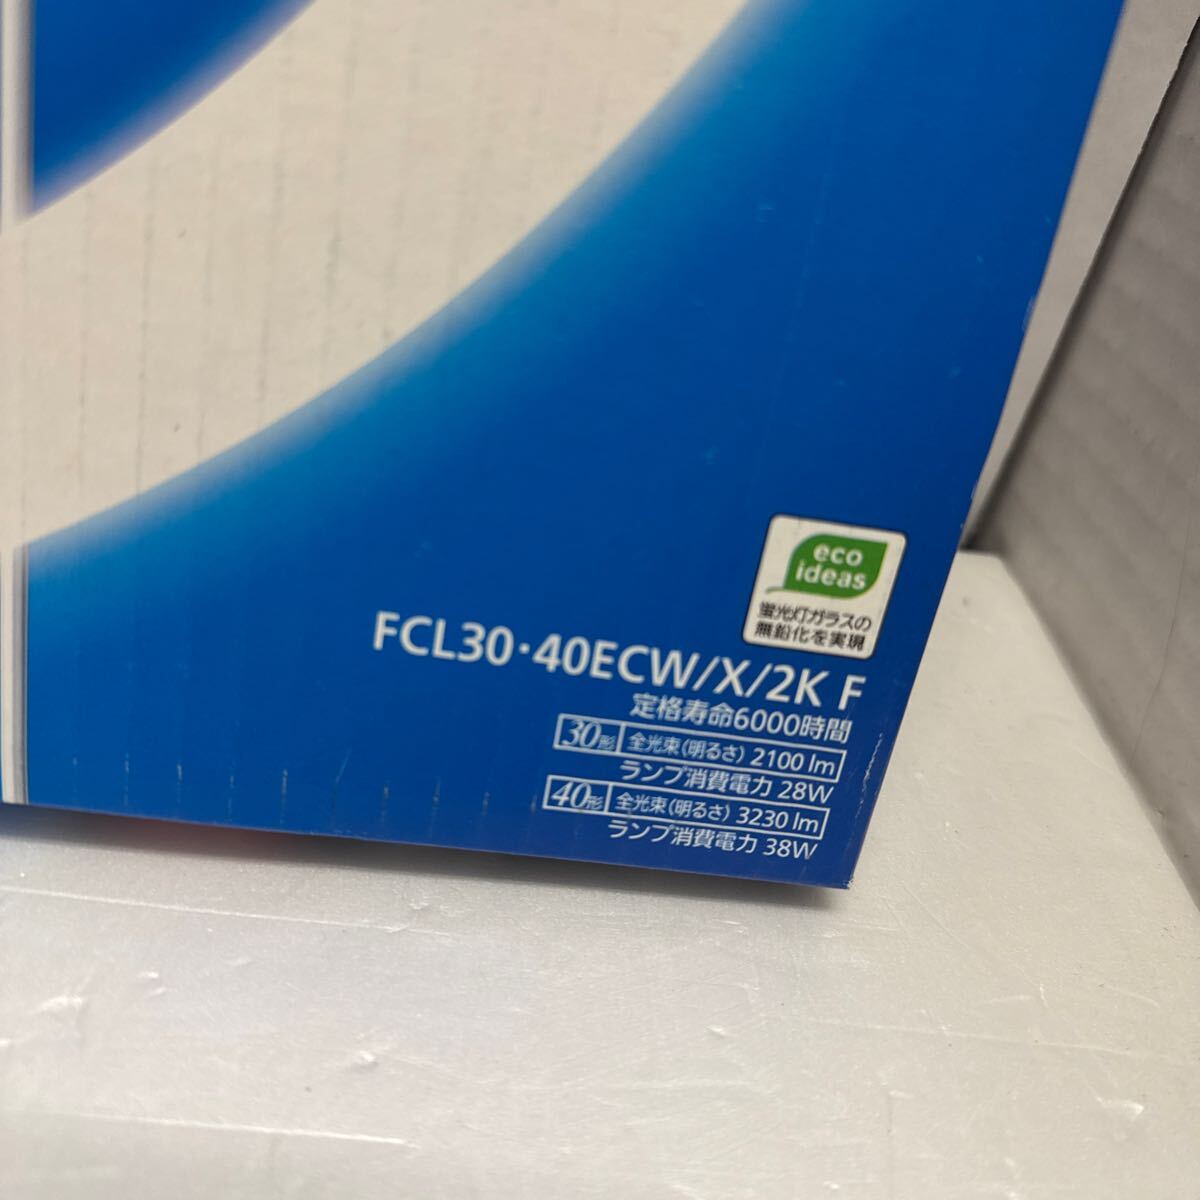 eco
ideas
蛍光灯ガラスの
無鉛化を実現
FCL30・40ECW/X/2K F
定格寿命6000時間
30形 全光束(明るさ) 2100 lm
ランプ消費電力 28W
40形 全光束(明るさ) 3230 lm
ランプ消費電力 38W